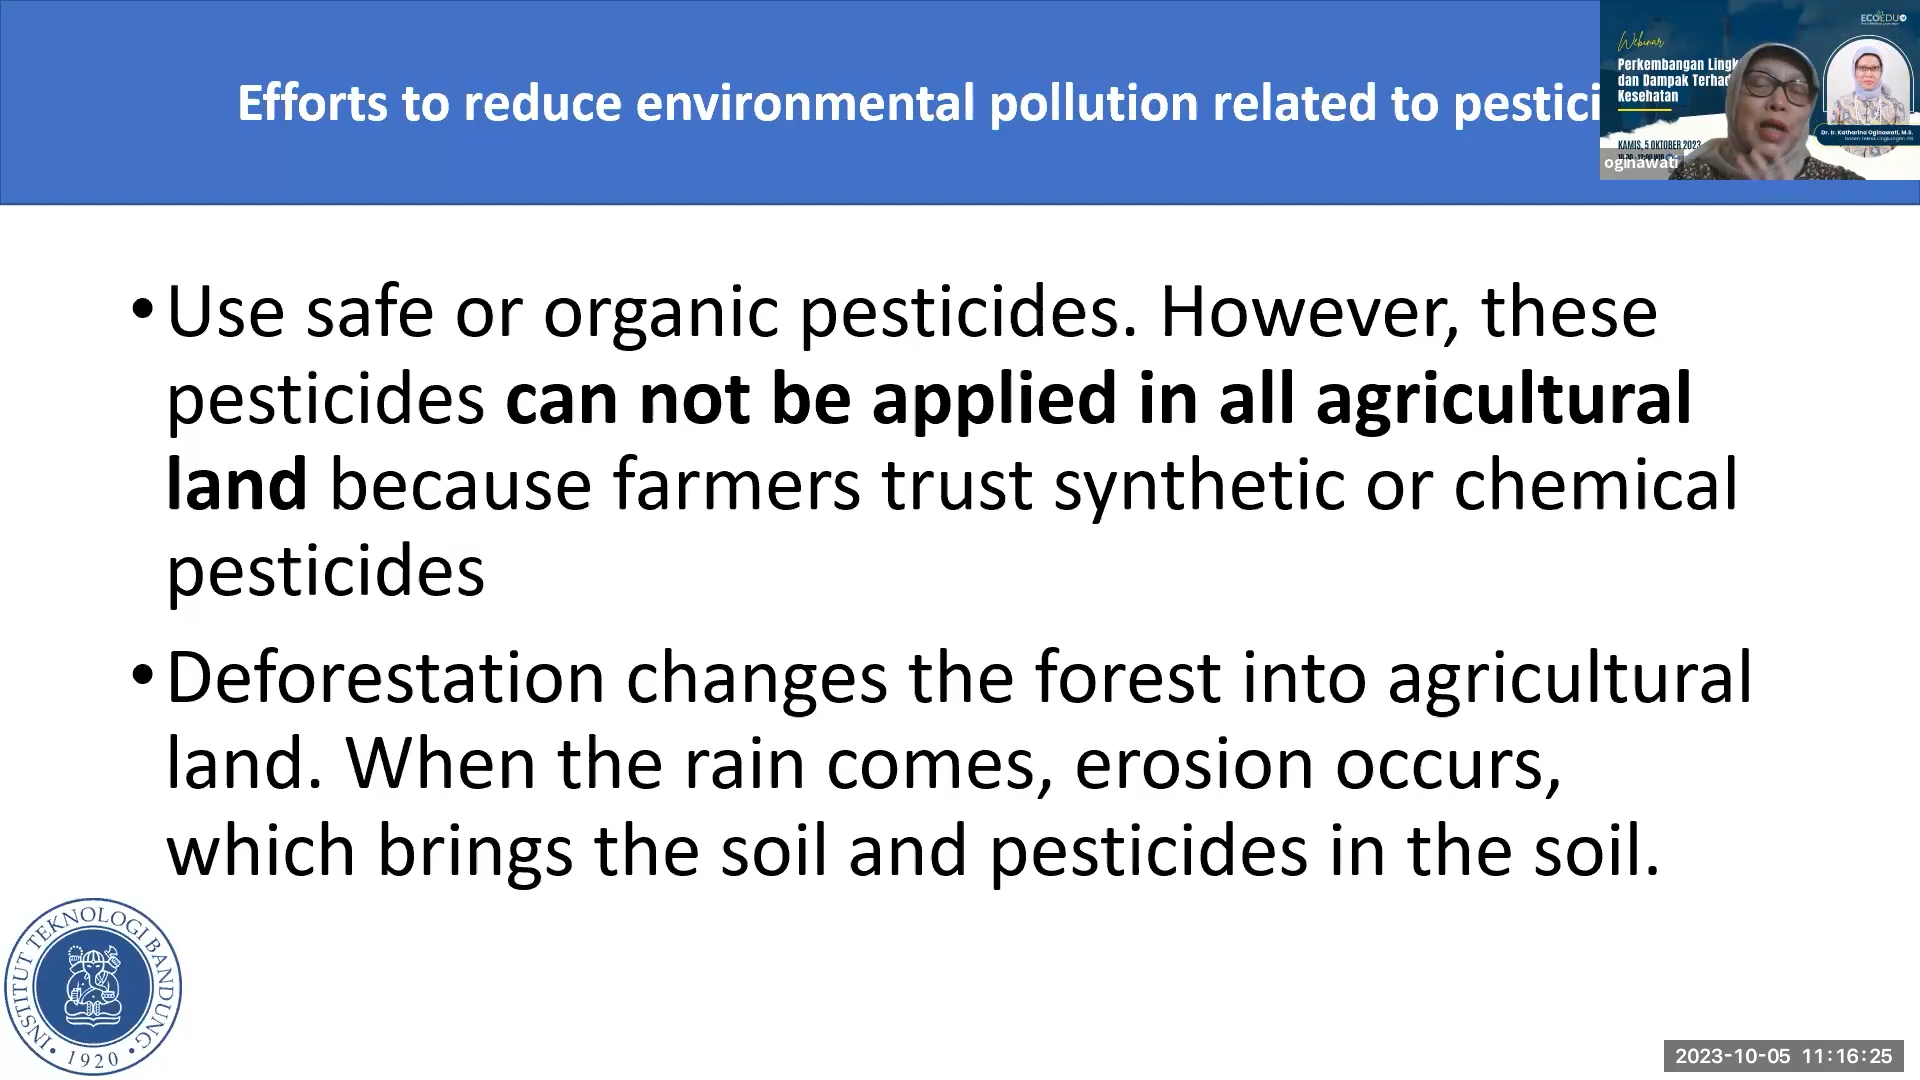 Efforts to reduce environmental pollution related to pestici
ECOEDU
Webinar
Perkembangan Lingk
dan Dampak Terhad
Kesehatan
KAMIS, 5 OKTOBER 2023
Dr. Ir. Katharina Oginawati, M.S.
oginawati
•Use safe or organic pesticides. However, these
pesticides can not be applied in all agricultural
land because farmers trust synthetic or chemical
pesticides
•Deforestation changes the forest into agricultural
land. When the rain comes, erosion occurs,
which brings the soil and pesticides in the soil.
INSTITUT TEKNOLOGI BANDUNG
1920
2023-10-05 11:16:25